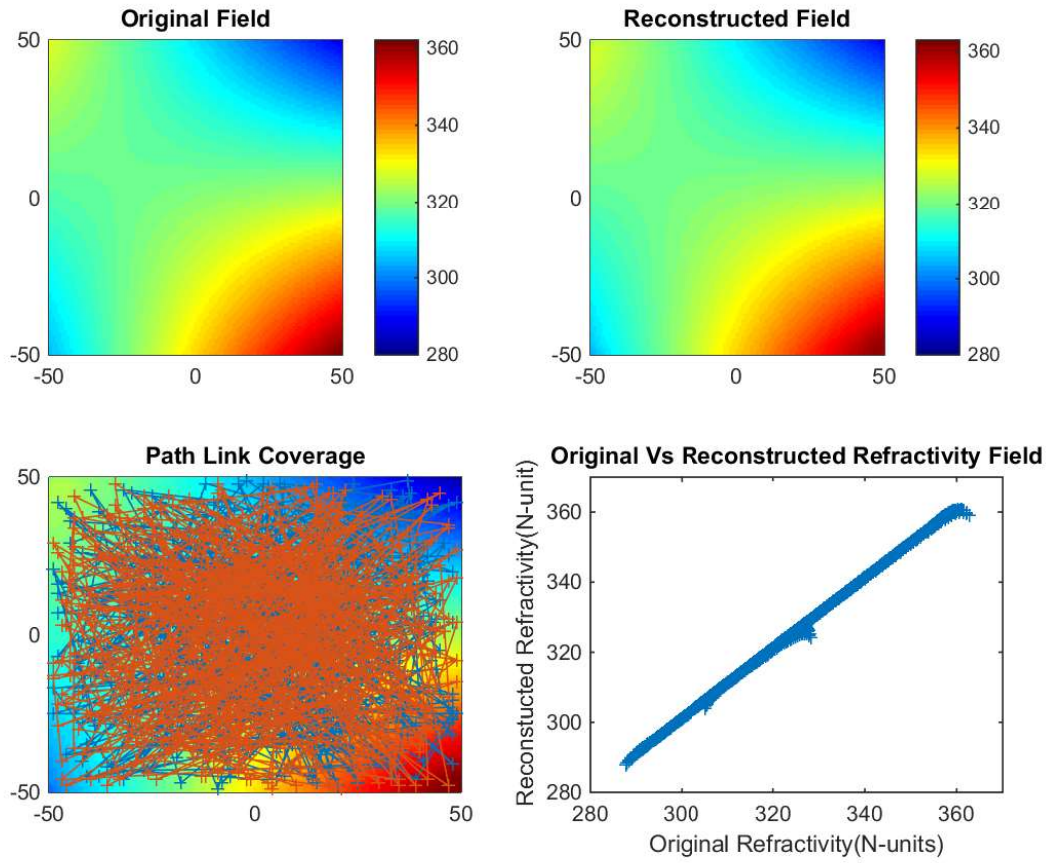 Original Field
50
0
-50
-50 0 50
360
340
320
300
280
Reconstructed Field
50
0
-50
-50 0 50
360
340
320
300
280
Path Link Coverage
50
0
-50
-50 0 50
Original Vs Reconstructed Refractivity Field
Reconstucted Refractivity(N-unit)
360
340
320
300
280
280 300 320 340 360
Original Refractivity(N-units)